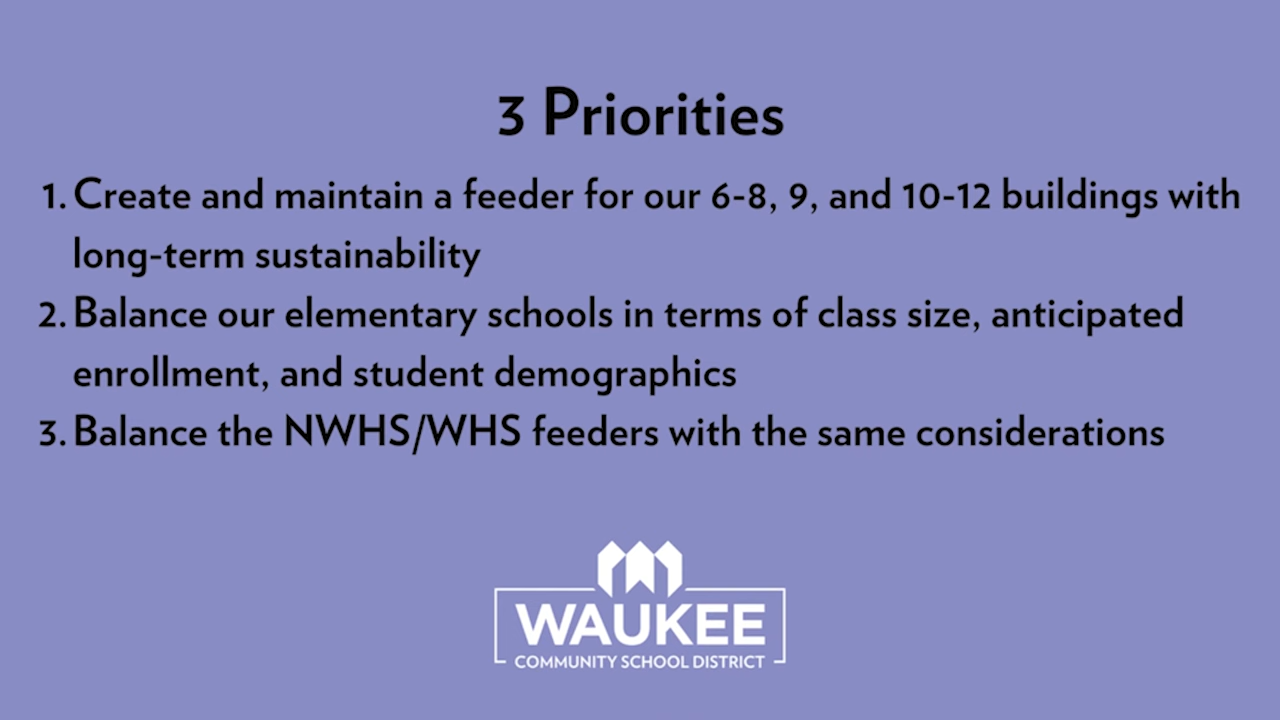 3 Priorities
1. Create and maintain a feeder for our 6-8, 9, and 10-12 buildings with
long-term sustainability
2. Balance our elementary schools in terms of class size, anticipated
enrollment, and student demographics
3. Balance the NWHS/WHS feeders with the same considerations
WAUKEE
COMMUNITY SCHOOL DISTRICT